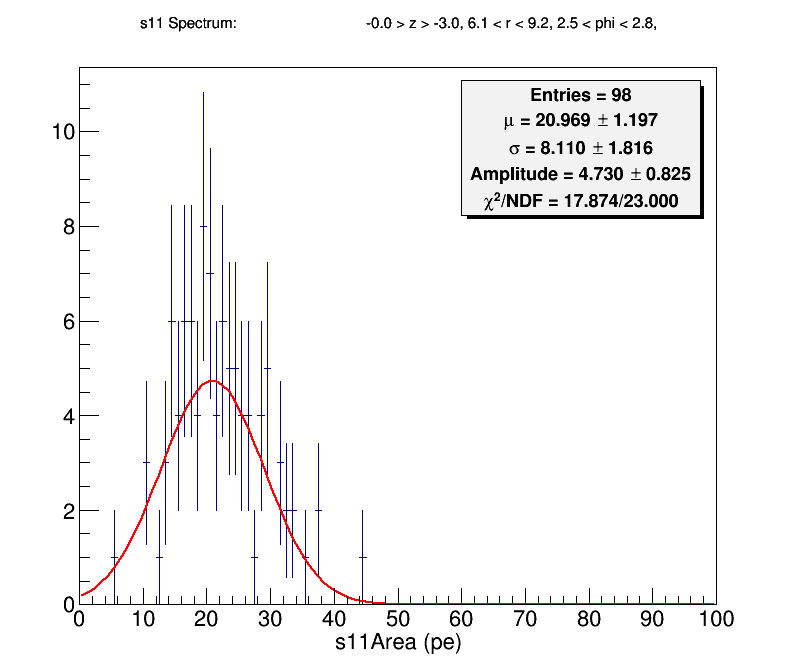 s11 Spectrum: -0.0 > z > -3.0, 6.1 < r < 9.2, 2.5 < phi < 2.8,
Entries = 98
μ = 20.969 ± 1.197
σ = 8.110 ± 1.816
Amplitude = 4.730 ± 0.825
χ²/NDF = 17.874/23.000
10
8
6
4
2
0
0 10 20 30 40 50 60 70 80 90 100
s11Area (pe)